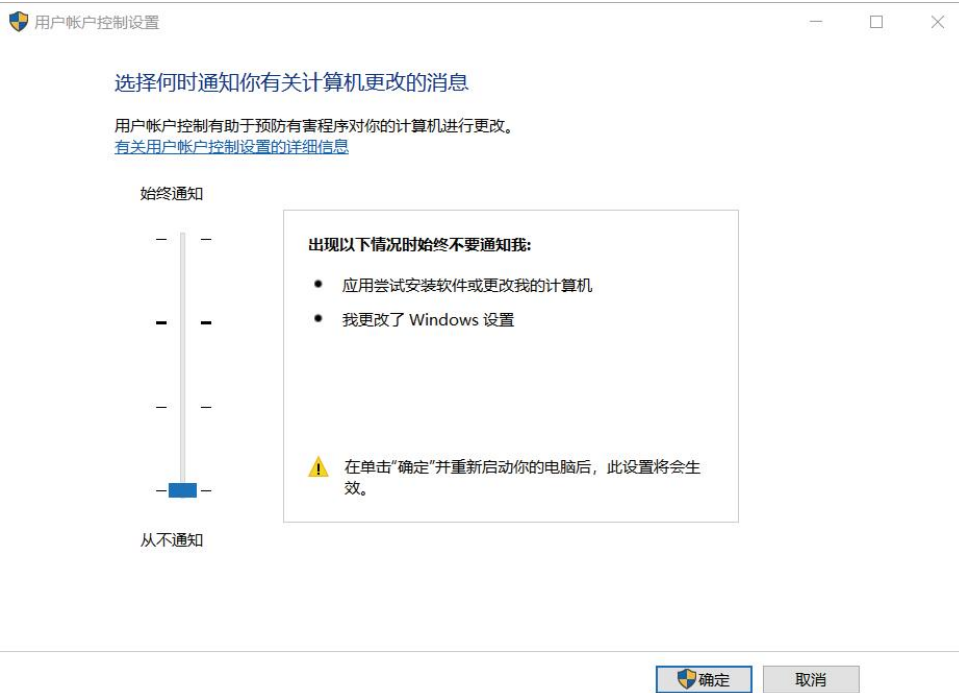 用户帐户控制设置
选择何时通知你有关计算机更改的消息
用户帐户控制有助于预防有害程序对你的计算机进行更改。
有关用户帐户控制设置的详细信息
始终通知
出现以下情况时始终不要通知我:
应用尝试安装软件或更改我的计算机
我更改了 Windows 设置
在单击"确定"并重新启动你的电脑后，此设置将会生
效。
从不通知
确定
取消